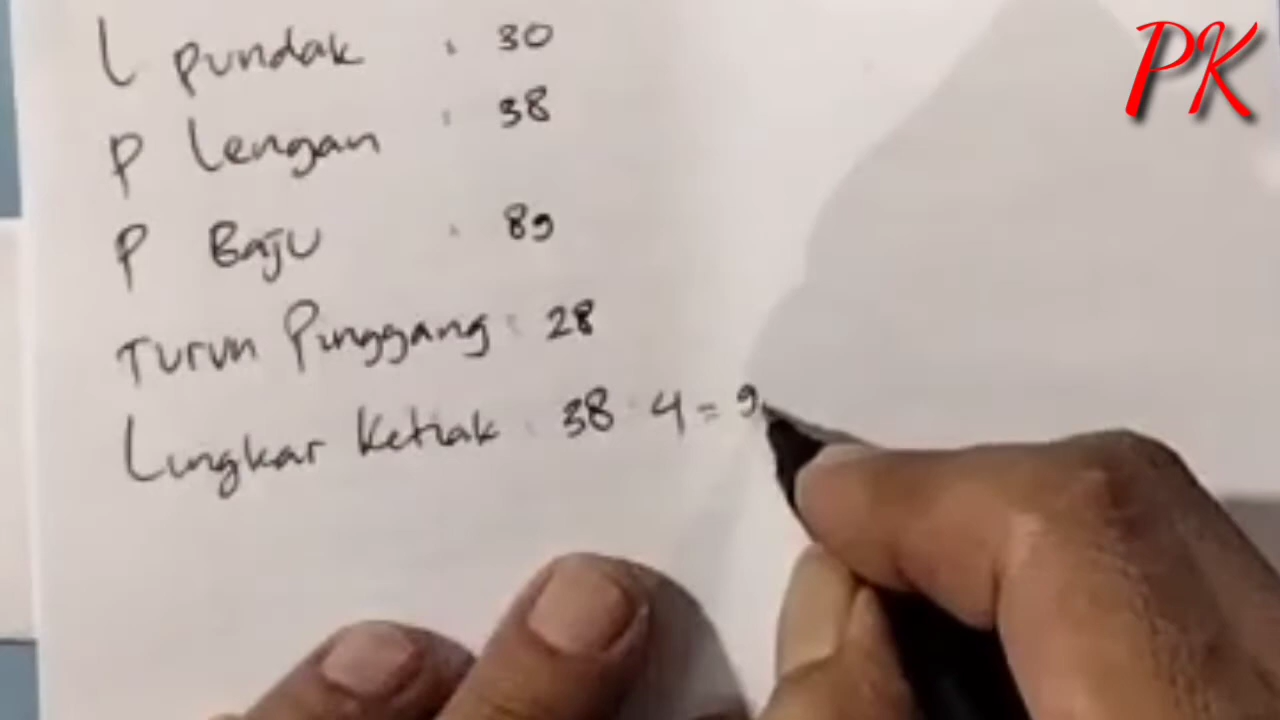 L Pundak : 30
P Lengan : 38
P Baju : 89
Turun Pinggang : 28
Lingkar Ketiak : 38 : 4 = 9,
PK